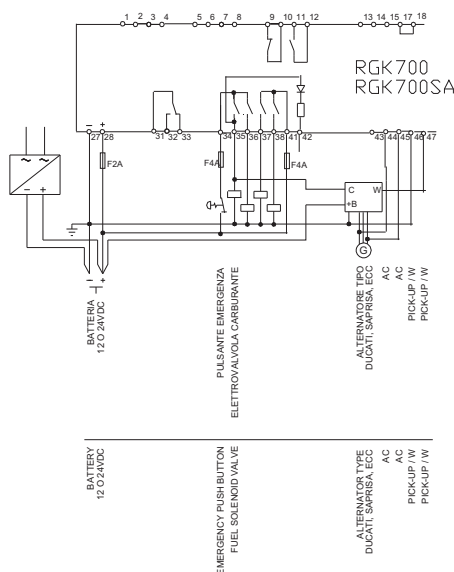 1 2 3 4 5 6 7 8 9 10 11 12 13 14 15 17 18
RGK700
RGK700SA
- +
27 28 31 32 33 34 35 36 37 38 41 42 43 44 45 46 47
F2A
F4A
F4A
- +
C W
+B
G
- +
BATTERIA
12 O 24VDC
PULSANTE EMERGENZA
ELETTROVALVOLA CARBURANTE
ALTERNATORE TIPO
DUCATI, SAPRISA, ECC
AC
AC
PICK-UP / W
PICK-UP / W
BATTERY
12 O 24VDC
EMERGENCY PUSH BUTTON
FUEL SOLENOID VALVE
ALTERNATOR TYPE
DUCATI, SAPRISA, ECC
AC
AC
PICK-UP / W
PICK-UP / W